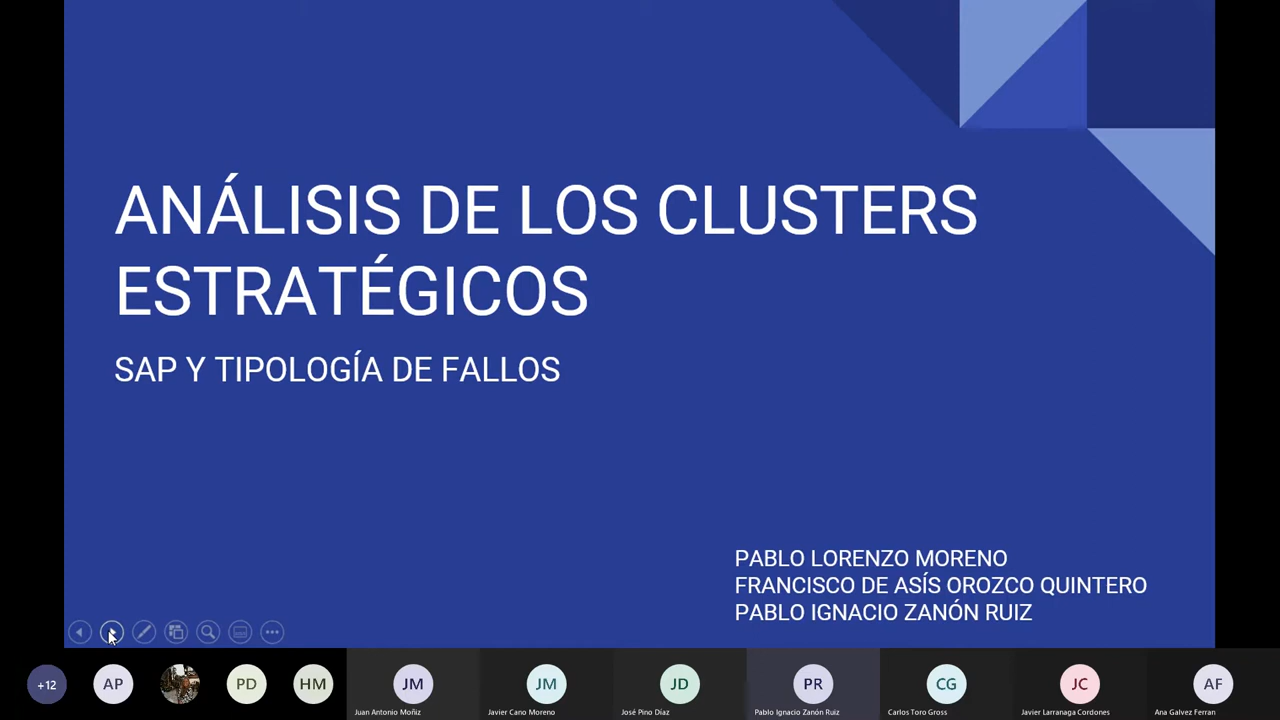 ANÁLISIS DE LOS CLUSTERS
ESTRATÉGICOS
SAP Y TIPOLOGÍA DE FALLOS
PABLO LORENZO MORENO
FRANCISCO DE ASÍS OROZCO QUINTERO
PABLO IGNACIO ZANÓN RUIZ
+12
AP
PD
HM
JM
Juan Antonio Moñiz
JM
Javier Cano Moreno
JD
José Pino Díaz
PR
Pablo Ignacio Zanón Ruiz
CG
Carlos Toro Gross
JC
Javier Larranaga Cordones
AF
Ana Galvez Ferran